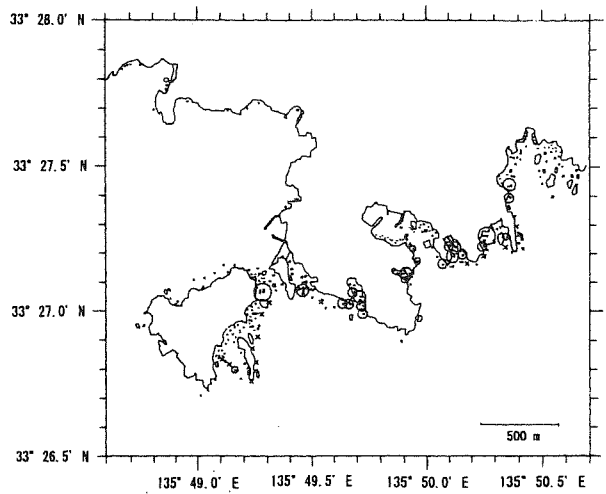 33° 28.0' N
33° 27.5' N
33° 27.0' N
33° 26.5' N
500 m
135° 49.0' E 135° 49.5' E 135° 50.0' E 135° 50.5' E